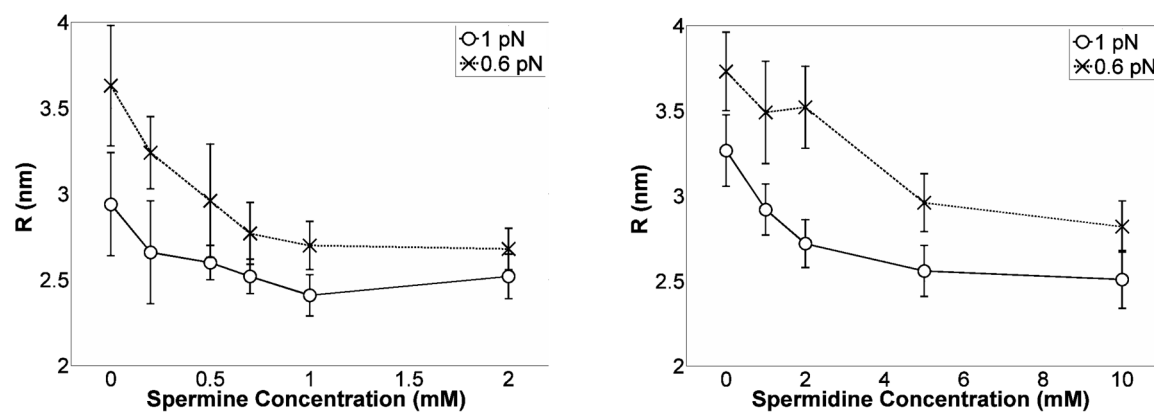 4
3.5
3
2.5
2
R (nm)
0
0.5
1
1.5
2
Spermine Concentration (mM)
1 pN
0.6 pN
4
3.5
3
2.5
2
R (nm)
0
2
4
6
8
10
Spermidine Concentration (mM)
1 pN
0.6 pN